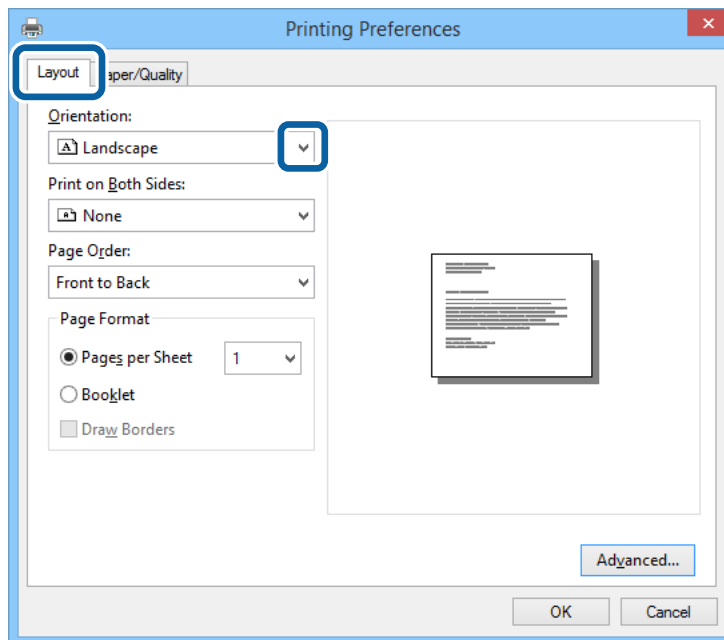 Printing Preferences
Layout
aper/Quality
Orientation:
A Landscape
Print on Both Sides:
None
Page Order:
Front to Back
Page Format
Pages per Sheet 1
Booklet
Draw Borders
Advanced...
OK Cancel